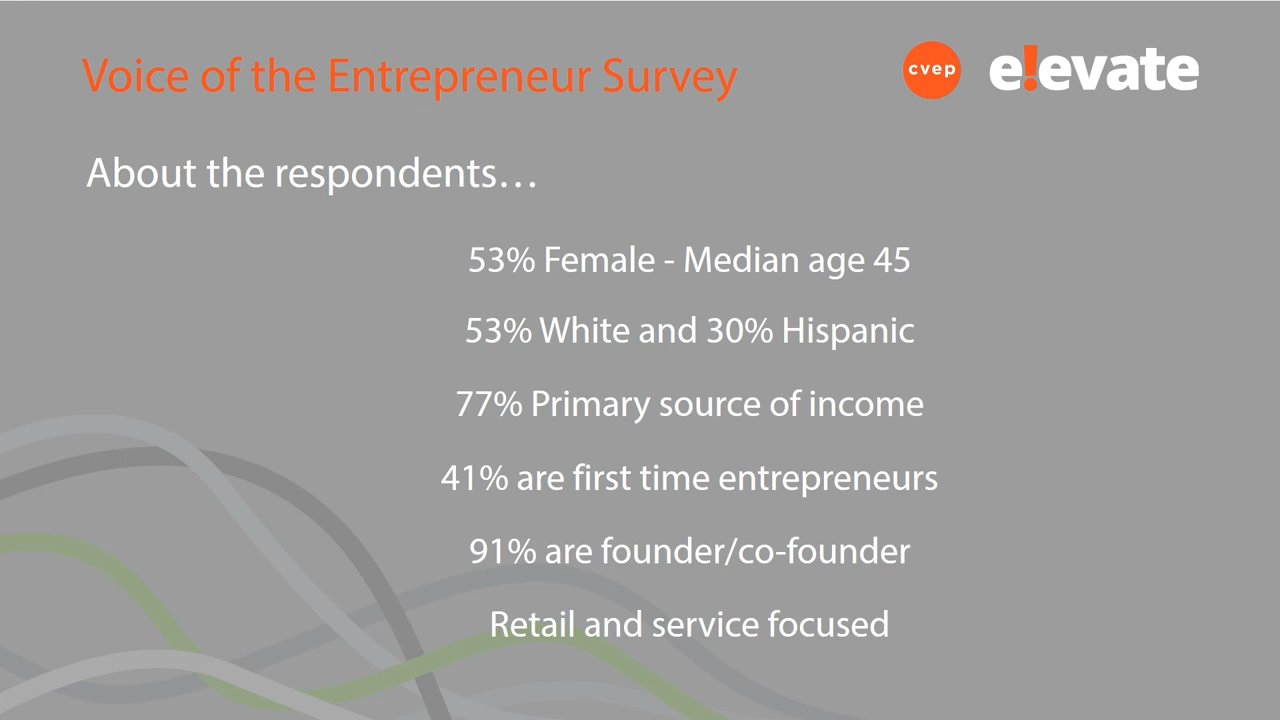 Voice of the Entrepreneur Survey
cvep
e!evate
About the respondents…
53% Female - Median age 45
53% White and 30% Hispanic
77% Primary source of income
41% are first time entrepreneurs
91% are founder/co-founder
Retail and service focused